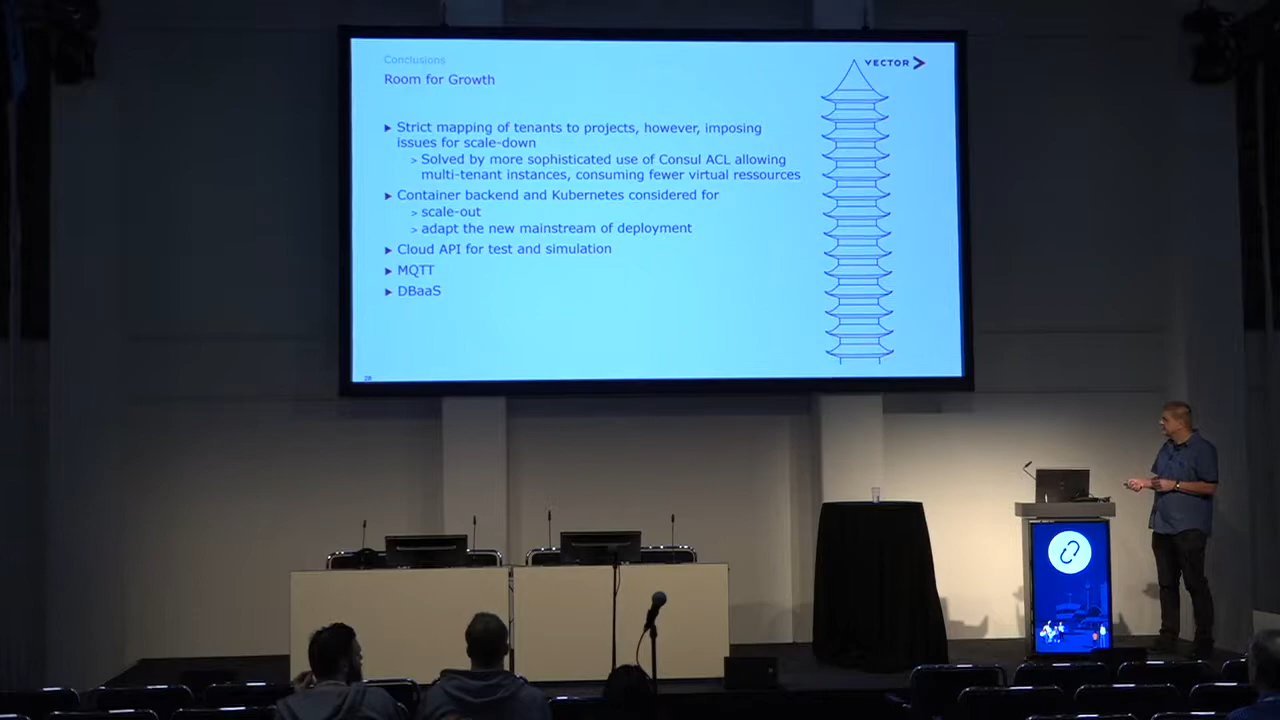 Conclusions
VECTOR
Room for Growth
Strict mapping of tenants to projects, however, imposing
issues for scale-down
> Solved by more sophisticated use of Consul ACL allowing
multi-tenant instances, consuming fewer virtual ressources
Container backend and Kubernetes considered for
> scale-out
> adapt the new mainstream of deployment
Cloud API for test and simulation
MQTT
DBaaS
28